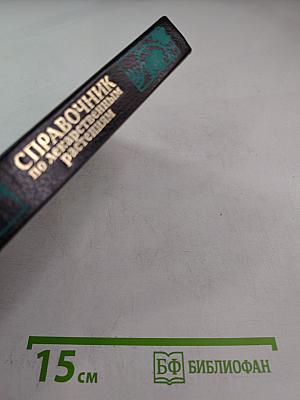 СПРАВОЧНИК
по лекарственным
растениям
15 см
БФ БИБЛИОФАН